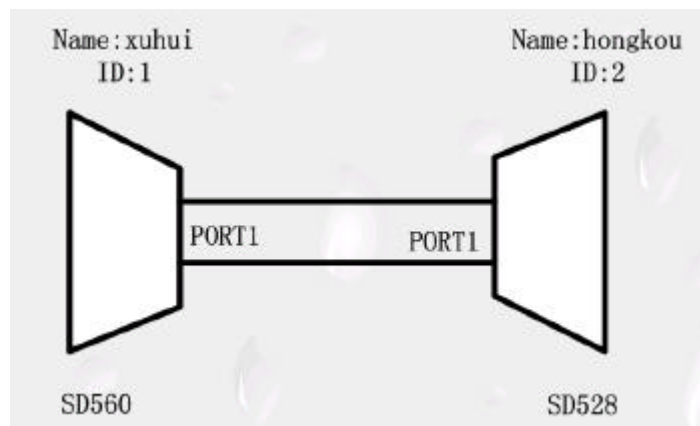 Name:xuhui
ID:1
Name:hongkou
ID:2
PORT1
PORT1
SD560
SD528